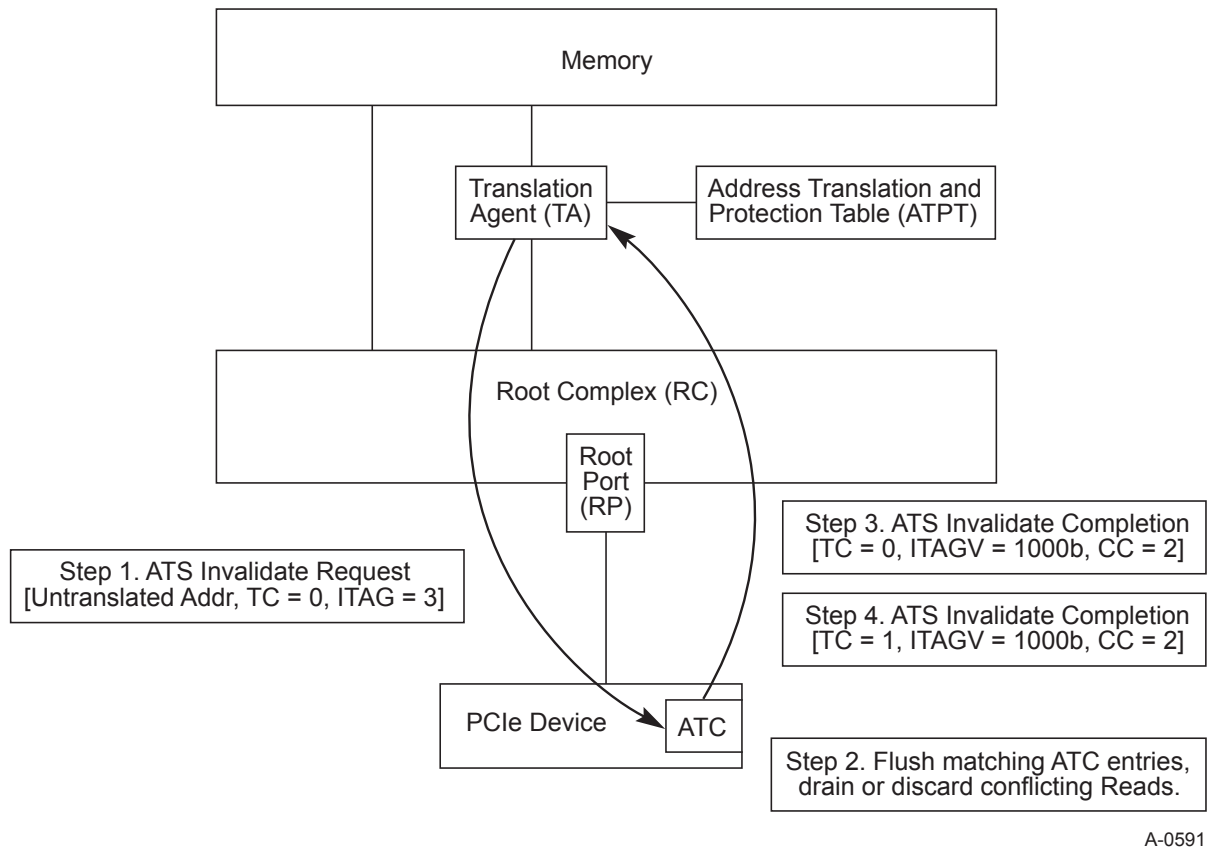 Memory
Translation
Agent (TA)
Address Translation and
Protection Table (ATPT)
Root Complex (RC)
Root
Port
(RP)
Step 3. ATS Invalidate Completion
[TC = 0, ITAGV = 1000b, CC = 2]
Step 1. ATS Invalidate Request
[Untranslated Addr, TC = 0, ITAG = 3]
Step 4. ATS Invalidate Completion
[TC = 1, ITAGV = 1000b, CC = 2]
PCIe Device
ATC
Step 2. Flush matching ATC entries,
drain or discard conflicting Reads.
A-0591